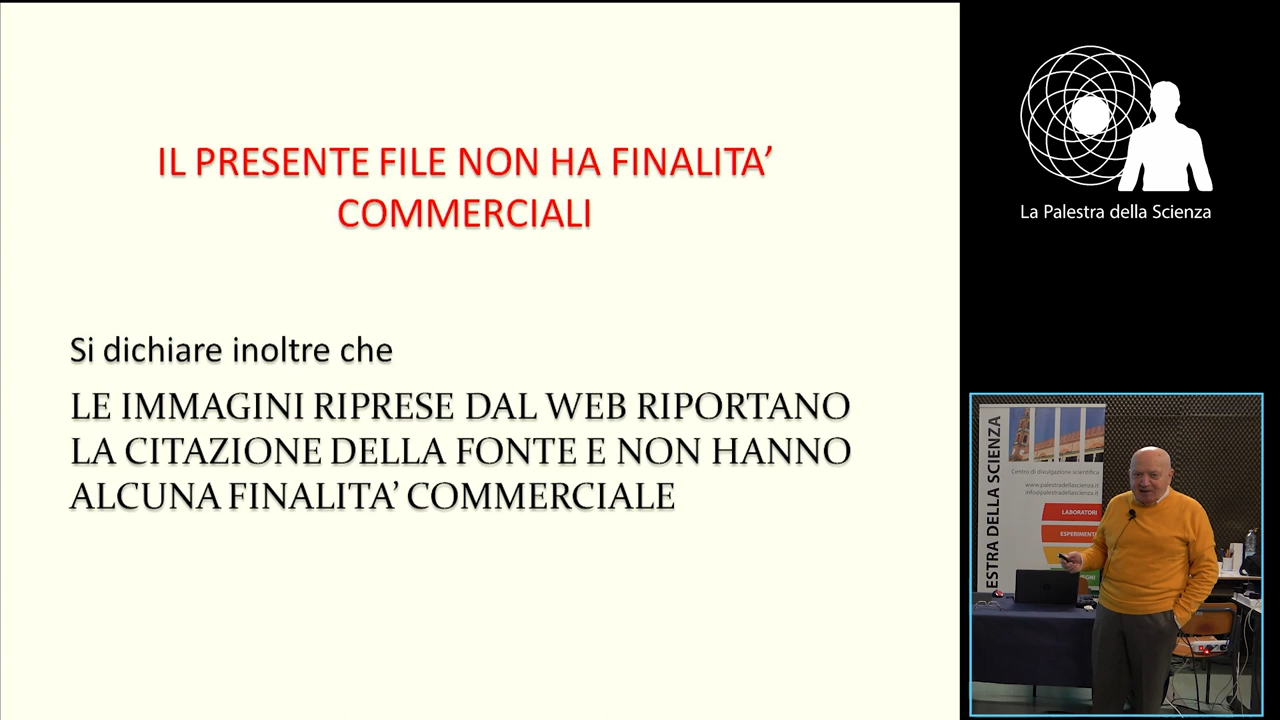 IL PRESENTE FILE NON HA FINALITA’
COMMERCIALI
Si dichiare inoltre che
LE IMMAGINI RIPRESE DAL WEB RIPORTANO
LA CITAZIONE DELLA FONTE E NON HANNO
ALCUNA FINALITA’ COMMERCIALE
La Palestra della Scienza
ESTRA DELLA SCIENZA
Centro di divulgazione scientifica
www.palestradellascienza.it
info@palestradellascienza.it
LABORATORI
ESPERIMENTI